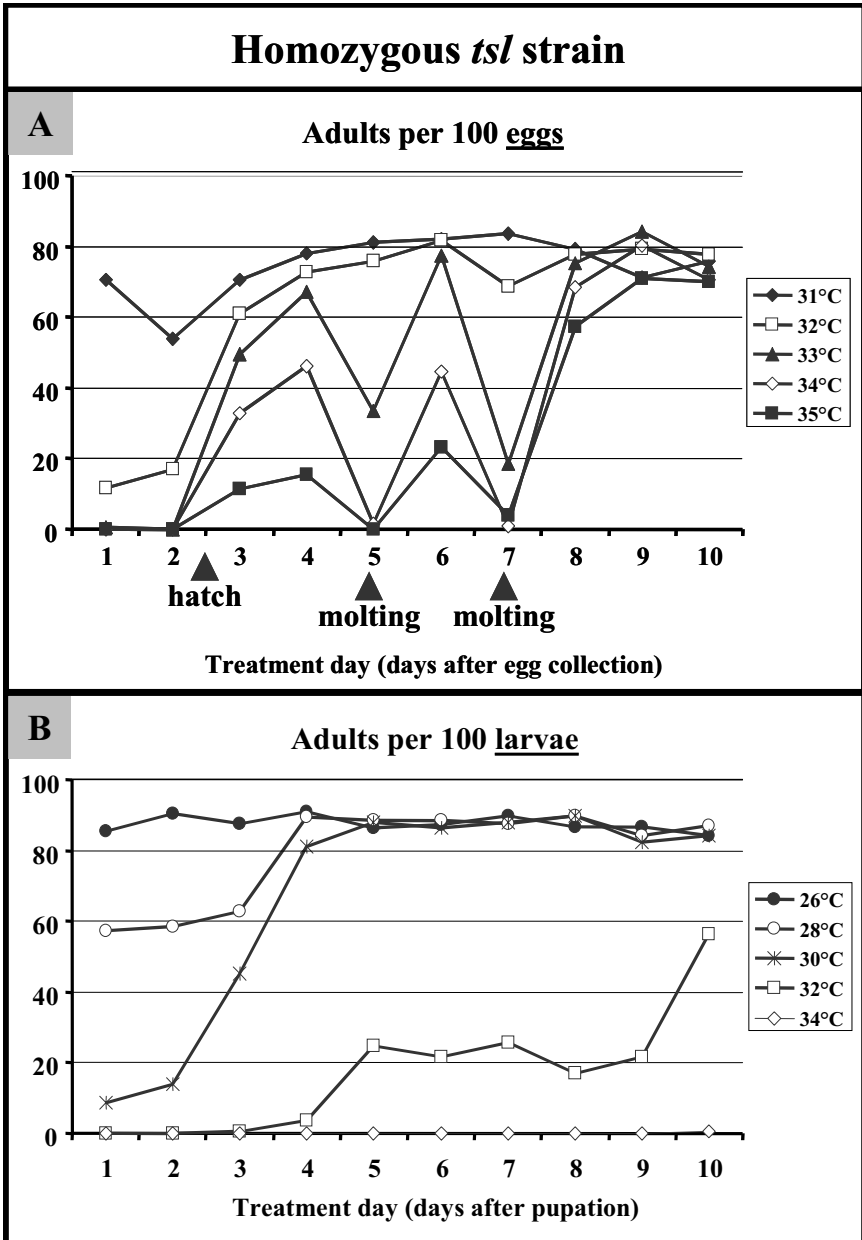 Homozygous tsl strain
A
Adults per 100 eggs
100
80
60
40
20
0
1 2 3 4 5 6 7 8 9 10
hatch
molting molting
Treatment day (days after egg collection)
31°C
32°C
33°C
34°C
35°C
B
Adults per 100 larvae
100
80
60
40
20
0
1 2 3 4 5 6 7 8 9 10
Treatment day (days after pupation)
26°C
28°C
30°C
32°C
34°C